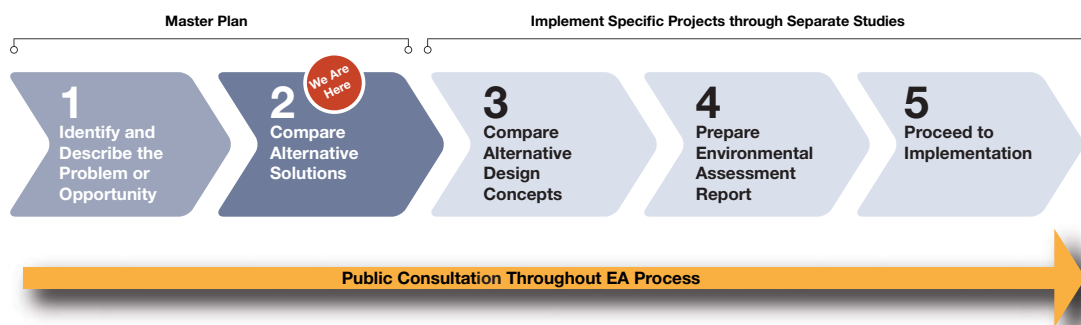 Master Plan
Implement Specific Projects through Separate Studies
We Are
Here
1
Identify and
Describe the
Problem or
Opportunity
2
Compare
Alternative
Solutions
3
Compare
Alternative
Design
Concepts
4
Prepare
Environmental
Assessment
Report
5
Proceed to
Implementation
Public Consultation Throughout EA Process